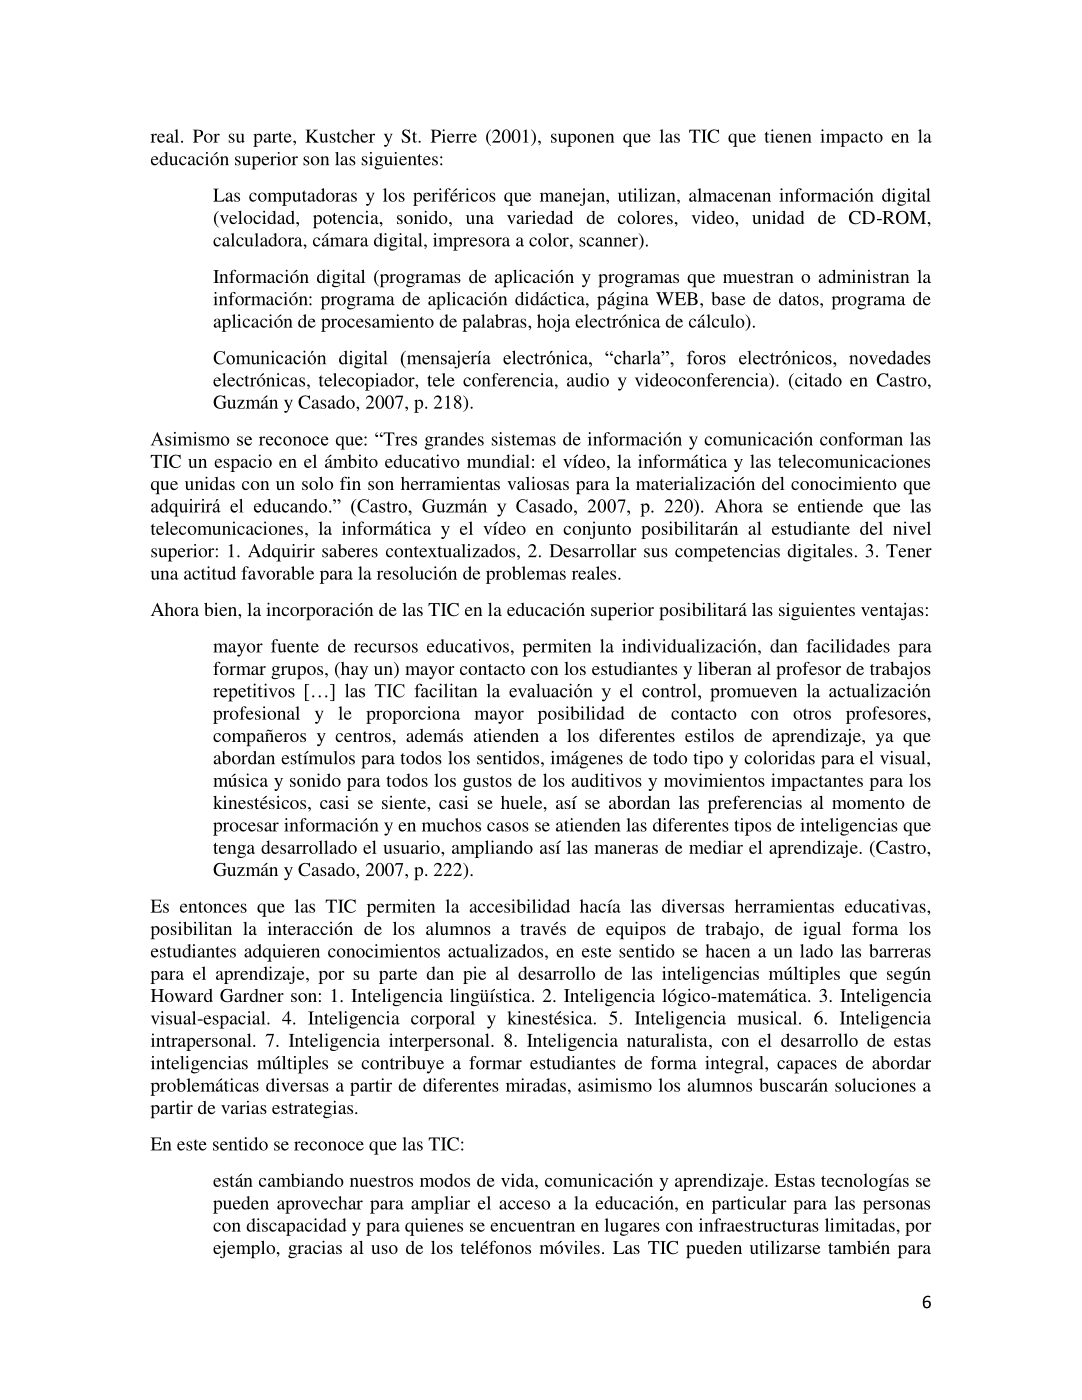 real. Por su parte, Kustcher y St. Pierre (2001), suponen que las TIC que tienen impacto en la
educación superior son las siguientes:
Las computadoras y los periféricos que manejan, utilizan, almacenan información digital
(velocidad, potencia, sonido, una variedad de colores, video, unidad de CD-ROM,
calculadora, cámara digital, impresora a color, scanner).
Información digital (programas de aplicación y programas que muestran o administran la
información: programa de aplicación didáctica, página WEB, base de datos, programa de
aplicación de procesamiento de palabras, hoja electrónica de cálculo).
Comunicación digital (mensajería electrónica, “charla”, foros electrónicos, novedades
electrónicas, telecopiador, tele conferencia, audio y videoconferencia). (citado en Castro,
Guzmán y Casado, 2007, p. 218).
Asimismo se reconoce que: “Tres grandes sistemas de información y comunicación conforman las
TIC un espacio en el ámbito educativo mundial: el vídeo, la informática y las telecomunicaciones
que unidas con un solo fin son herramientas valiosas para la materialización del conocimiento que
adquirirá el educando.” (Castro, Guzmán y Casado, 2007, p. 220). Ahora se entiende que las
telecomunicaciones, la informática y el vídeo en conjunto posibilitarán al estudiante del nivel
superior: 1. Adquirir saberes contextualizados, 2. Desarrollar sus competencias digitales. 3. Tener
una actitud favorable para la resolución de problemas reales.
Ahora bien, la incorporación de las TIC en la educación superior posibilitará las siguientes ventajas:
mayor fuente de recursos educativos, permiten la individualización, dan facilidades para
formar grupos, (hay un) mayor contacto con los estudiantes y liberan al profesor de trabajos
repetitivos […] las TIC facilitan la evaluación y el control, promueven la actualización
profesional y le proporciona mayor posibilidad de contacto con otros profesores,
compañeros y centros, además atienden a los diferentes estilos de aprendizaje, ya que
abordan estímulos para todos los sentidos, imágenes de todo tipo y coloridas para el visual,
música y sonido para todos los gustos de los auditivos y movimientos impactantes para los
kinestésicos, casi se siente, casi se huele, así se abordan las preferencias al momento de
procesar información y en muchos casos se atienden las diferentes tipos de inteligencias que
tenga desarrollado el usuario, ampliando así las maneras de mediar el aprendizaje. (Castro,
Guzmán y Casado, 2007, p. 222).
Es entonces que las TIC permiten la accesibilidad hacía las diversas herramientas educativas,
posibilitan la interacción de los alumnos a través de equipos de trabajo, de igual forma los
estudiantes adquieren conocimientos actualizados, en este sentido se hacen a un lado las barreras
para el aprendizaje, por su parte dan pie al desarrollo de las inteligencias múltiples que según
Howard Gardner son: 1. Inteligencia lingüística. 2. Inteligencia lógico-matemática. 3. Inteligencia
visual-espacial. 4. Inteligencia corporal y kinestésica. 5. Inteligencia musical. 6. Inteligencia
intrapersonal. 7. Inteligencia interpersonal. 8. Inteligencia naturalista, con el desarrollo de estas
inteligencias múltiples se contribuye a formar estudiantes de forma integral, capaces de abordar
problemáticas diversas a partir de diferentes miradas, asimismo los alumnos buscarán soluciones a
partir de varias estrategias.
En este sentido se reconoce que las TIC:
están cambiando nuestros modos de vida, comunicación y aprendizaje. Estas tecnologías se
pueden aprovechar para ampliar el acceso a la educación, en particular para las personas
con discapacidad y para quienes se encuentran en lugares con infraestructuras limitadas, por
ejemplo, gracias al uso de los teléfonos móviles. Las TIC pueden utilizarse también para
6